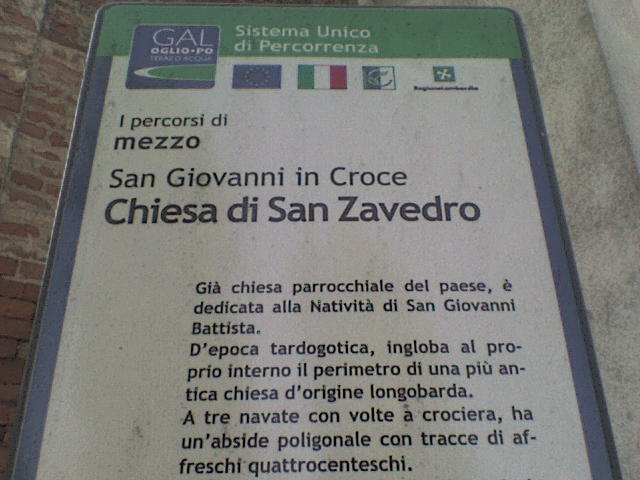 GAL
OGLIO•PO
TERRE D'ACQUA
Sistema Unico
di Percorrenza
RegioneLombardia
I percorsi di
mezzo
San Giovanni in Croce
Chiesa di San Zavedro
Già chiesa parrocchiale del paese, è
dedicata alla Natività di San Giovanni
Battista.
D'epoca tardogotica, ingloba al pro-
prio interno il perimetro di una più an-
tica chiesa d'origine longobarda.
A tre navate con volte a crociera, ha
un'abside poligonale con tracce di af-
freschi quattrocenteschi.